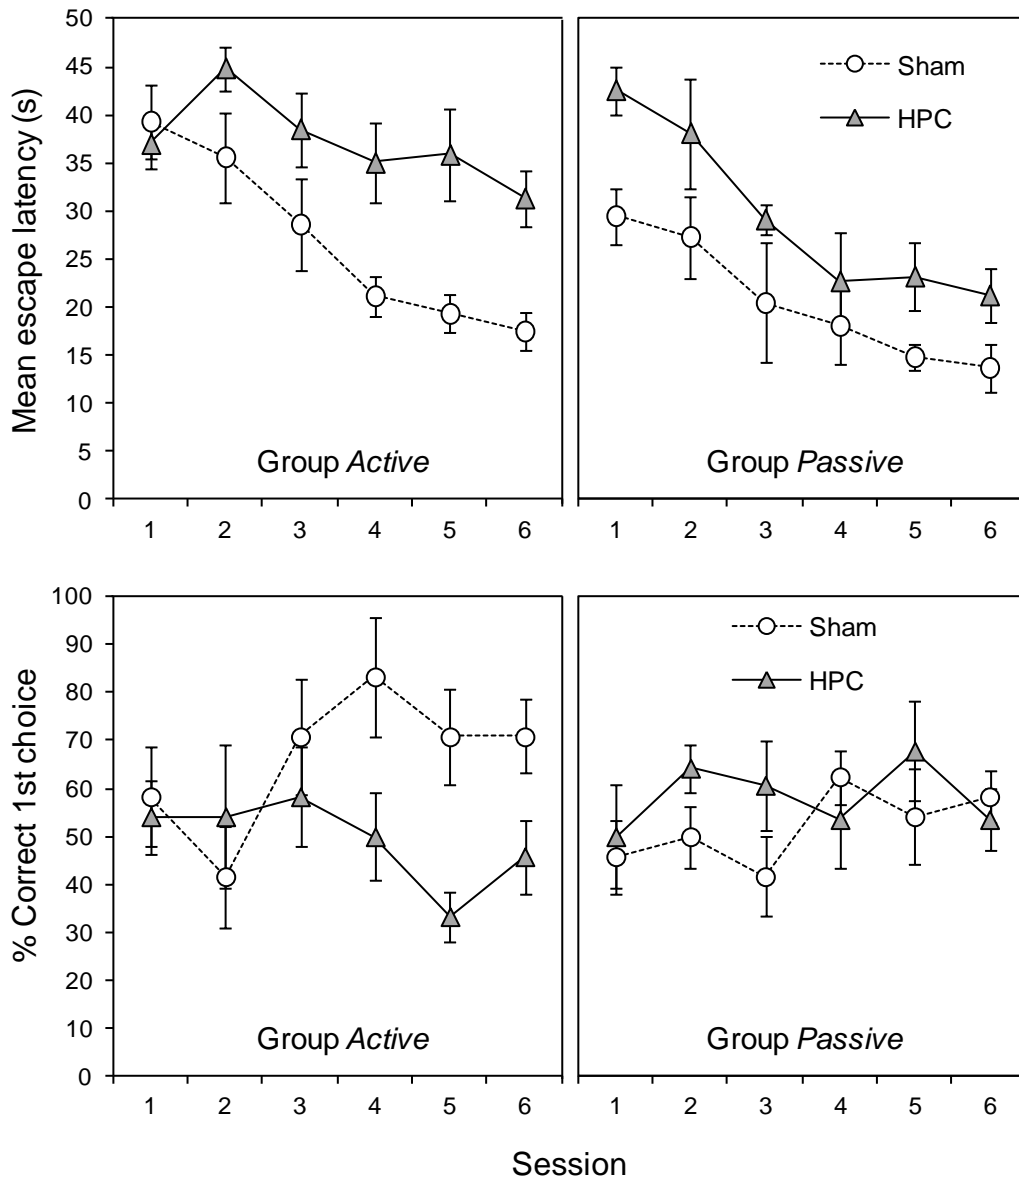 50
45
40
35
30
25
20
15
10
5
0
Mean escape latency (s)
Sham
HPC
Group Active
Group Passive
1 2 3 4 5 6
1 2 3 4 5 6
100
90
80
70
60
50
40
30
20
10
0
% Correct 1st choice
Sham
HPC
Group Active
Group Passive
1 2 3 4 5 6
1 2 3 4 5 6
Session